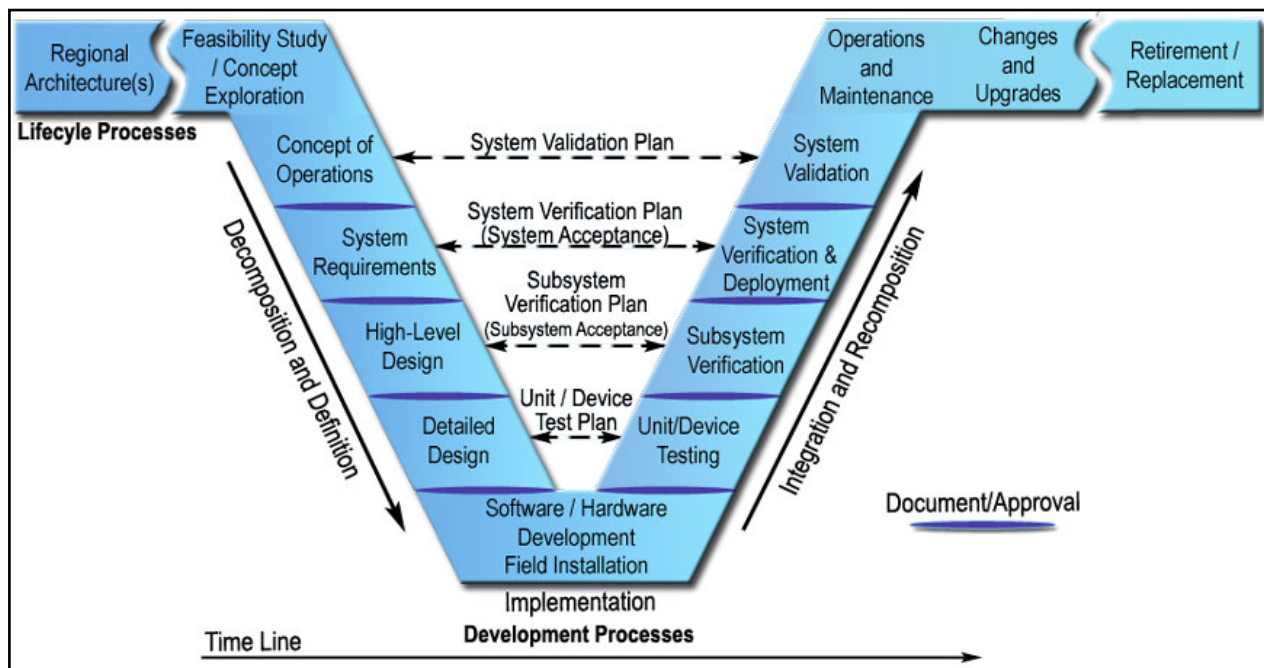 Regional
Architecture(s)
Feasibility Study
/ Concept
Exploration
Operations
and
Maintenance
Changes
and
Upgrades
Retirement /
Replacement
Lifecyle Processes
Concept of
Operations
System Validation Plan
System
Validation
System
Requirements
System Verification Plan
(System Acceptance)
System
Verification &
Deployment
High-Level
Design
Subsystem
Verification Plan
(Subsystem Acceptance)
Subsystem
Verification
Detailed
Design
Unit / Device
Test Plan
Unit/Device
Testing
Decomposition and Definition
Integration and Recomposition
Software / Hardware
Development
Field Installation
Document/Approval
Implementation
Development Processes
Time Line